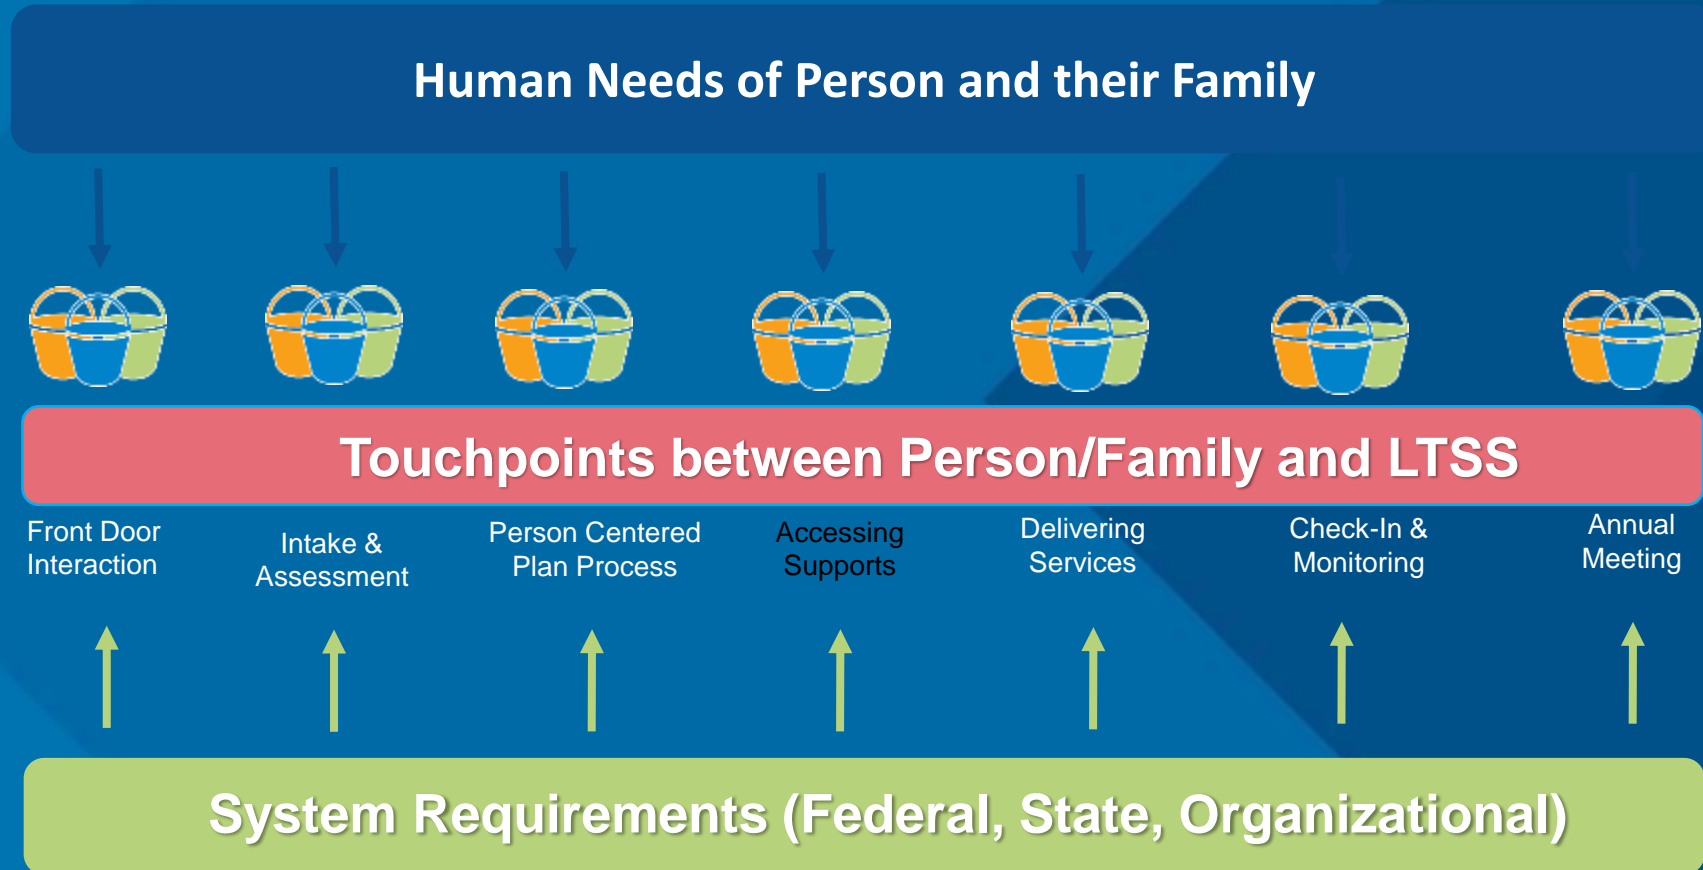 Human Needs of Person and their Family
Touchpoints between Person/Family and LTSS
Front Door
Interaction
Intake &
Assessment
Person Centered
Plan Process
Accessing
Supports
Delivering
Services
Check-In &
Monitoring
Annual
Meeting
System Requirements (Federal, State, Organizational)